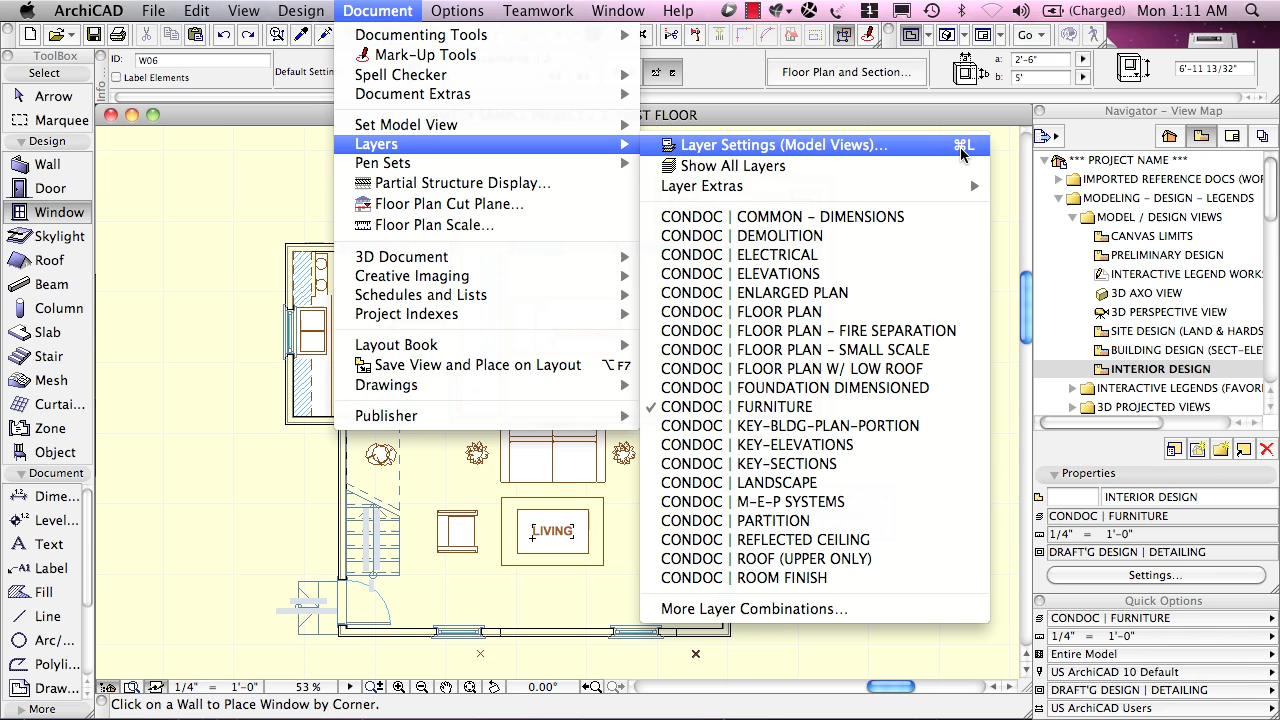 ArchiCAD File Edit View Design Document Options Teamwork Window Help (Charged) Mon 1:11 AM
Go
ToolBox
Select
Arrow
Marquee
Design
Wall
Door
Window
Skylight
Roof
Beam
Column
Slab
Stair
Mesh
Curtai...
Zone
Object
Document
Dime...
Level...
Text
A1 Label
Fill
Line
Arc/...
Polyli...
Draw...
More
Info
ID: W06
Label Elements
Default Settin
Floor Plan and Section...
a: 2'-6"
b: 5'
6'-11 13/32"
ST FLOOR
Documenting Tools
Mark-Up Tools
Spell Checker
Document Extras
Set Model View
Layers
Pen Sets
Partial Structure Display...
Floor Plan Cut Plane...
Floor Plan Scale...
3D Document
Creative Imaging
Schedules and Lists
Project Indexes
Layout Book
Save View and Place on Layout ⌥F7
Drawings
Publisher
Layer Settings (Model Views)... ⌘L
Show All Layers
Layer Extras
CONDOC | COMMON - DIMENSIONS
CONDOC | DEMOLITION
CONDOC | ELECTRICAL
CONDOC | ELEVATIONS
CONDOC | ENLARGED PLAN
CONDOC | FLOOR PLAN
CONDOC | FLOOR PLAN - FIRE SEPARATION
CONDOC | FLOOR PLAN - SMALL SCALE
CONDOC | FLOOR PLAN W/ LOW ROOF
CONDOC | FOUNDATION DIMENSIONED
✓ CONDOC | FURNITURE
CONDOC | KEY-BLDG-PLAN-PORTION
CONDOC | KEY-ELEVATIONS
CONDOC | KEY-SECTIONS
CONDOC | LANDSCAPE
CONDOC | M-E-P SYSTEMS
CONDOC | PARTITION
CONDOC | REFLECTED CEILING
CONDOC | ROOF (UPPER ONLY)
CONDOC | ROOM FINISH
More Layer Combinations...
LIVING
1/4" = 1'-0" 53 % 0.00°
Click on a Wall to Place Window by Corner.
Navigator - View Map
*** PROJECT NAME ***
IMPORTED REFERENCE DOCS (WOR
MODELING - DESIGN - LEGENDS
MODEL / DESIGN VIEWS
CANVAS LIMITS
PRELIMINARY DESIGN
INTERACTIVE LEGEND WORK
3D AXO VIEW
3D PERSPECTIVE VIEW
SITE DESIGN (LAND & HARDS
BUILDING DESIGN (SECT-ELE
INTERIOR DESIGN
INTERACTIVE LEGENDS (FAVOR
3D PROJECTED VIEWS
Properties
INTERIOR DESIGN
CONDOC | FURNITURE
1/4" = 1'-0"
DRAFT'G DESIGN | DETAILING
Settings...
Quick Options
CONDOC | FURNITURE
1/4" = 1'-0"
Entire Model
US ArchiCAD 10 Default
DRAFT'G DESIGN | DETAILING
US ArchiCAD